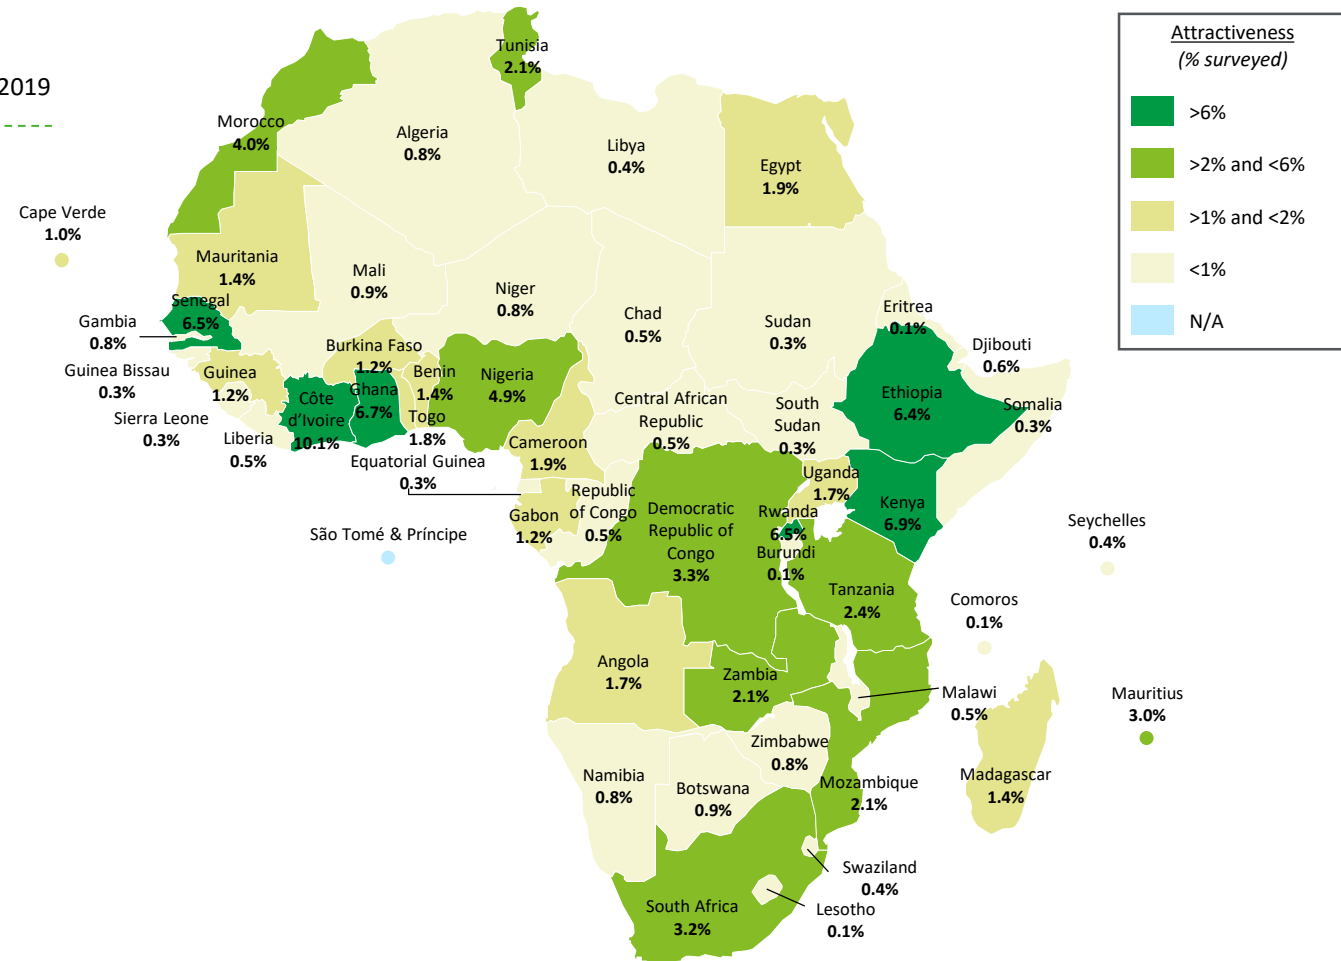 2019
Attractiveness
(% surveyed)
>6%
>2% and <6%
>1% and <2%
<1%
N/A
Tunisia
2.1%
Morocco
4.0%
Algeria
0.8%
Libya
0.4%
Egypt
1.9%
Cape Verde
1.0%
Mauritania
1.4%
Mali
0.9%
Niger
0.8%
Chad
0.5%
Sudan
0.3%
Eritrea
0.1%
Djibouti
0.6%
Senegal
6.5%
Gambia
0.8%
Guinea Bissau
0.3%
Guinea
1.2%
Sierra Leone
0.3%
Liberia
0.5%
Côte
d'Ivoire
10.1%
Burkina Faso
1.2%
Ghana
6.7%
Benin
1.4%
Togo
1.8%
Nigeria
4.9%
Cameroon
1.9%
Equatorial Guinea
0.3%
Central African
Republic
0.5%
South
Sudan
0.3%
Ethiopia
6.4%
Somalia
0.3%
Uganda
1.7%
Kenya
6.9%
Rwanda
6.5%
Burundi
0.1%
Gabon
1.2%
Republic
of Congo
0.5%
Democratic
Republic of
Congo
3.3%
São Tomé & Príncipe
Seychelles
0.4%
Tanzania
2.4%
Comoros
0.1%
Angola
1.7%
Zambia
2.1%
Malawi
0.5%
Mauritius
3.0%
Zimbabwe
0.8%
Mozambique
2.1%
Madagascar
1.4%
Namibia
0.8%
Botswana
0.9%
Swaziland
0.4%
Lesotho
0.1%
South Africa
3.2%